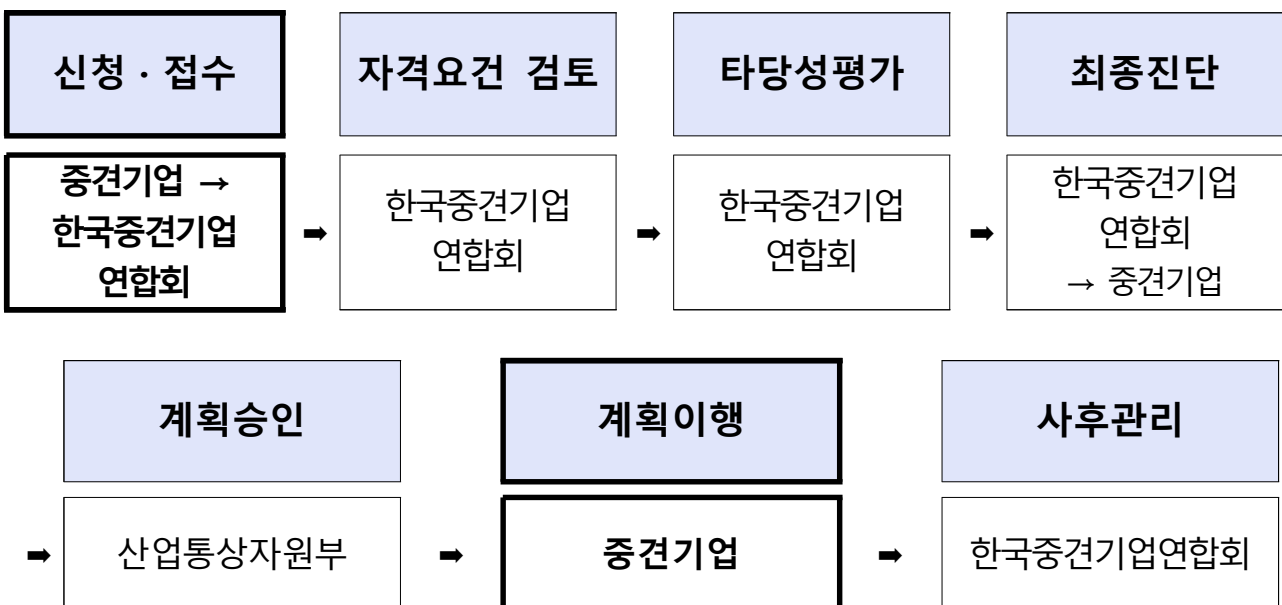 신청 · 접수
자격요건 검토
타당성평가
최종진단
중견기업 →
한국중견기업
연합회
➡
한국중견기업
연합회
➡
한국중견기업
연합회
➡
한국중견기업
연합회
→ 중견기업
계획승인
계획이행
사후관리
➡
산업통상자원부
➡
중견기업
➡
한국중견기업연합회